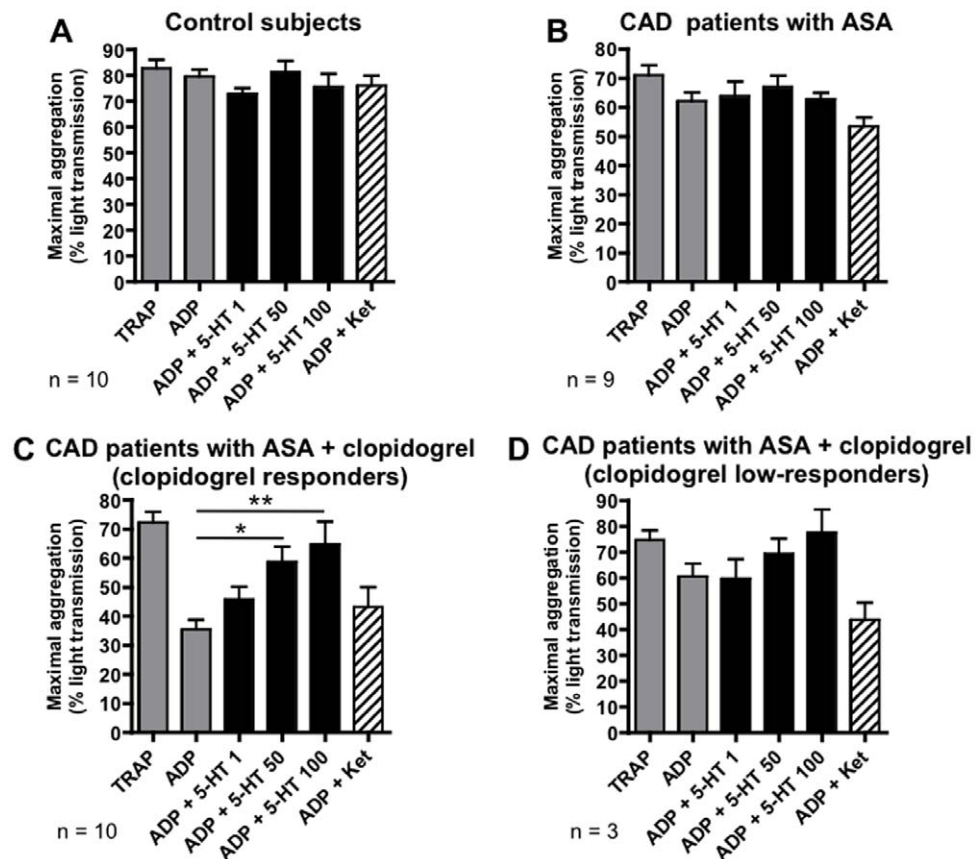 A Control subjects
Maximal aggregation
(% light transmission)
90
80
70
60
50
40
30
20
10
0
TRAP
ADP
ADP + 5-HT 1
ADP + 5-HT 50
ADP + 5-HT 100
ADP + Ket
n = 10
B CAD patients with ASA
Maximal aggregation
(% light transmission)
80
70
60
50
40
30
20
10
0
TRAP
ADP
ADP + 5-HT 1
ADP + 5-HT 50
ADP + 5-HT 100
ADP + Ket
n = 9
C CAD patients with ASA + clopidogrel
(clopidogrel responders)
Maximal aggregation
(% light transmission)
80
70
60
50
40
30
20
10
0
**
*
TRAP
ADP
ADP + 5-HT 1
ADP + 5-HT 50
ADP + 5-HT 100
ADP + Ket
n = 10
D CAD patients with ASA + clopidogrel
(clopidogrel low-responders)
Maximal aggregation
(% light transmission)
90
80
70
60
50
40
30
20
10
0
TRAP
ADP
ADP + 5-HT 1
ADP + 5-HT 50
ADP + 5-HT 100
ADP + Ket
n = 3